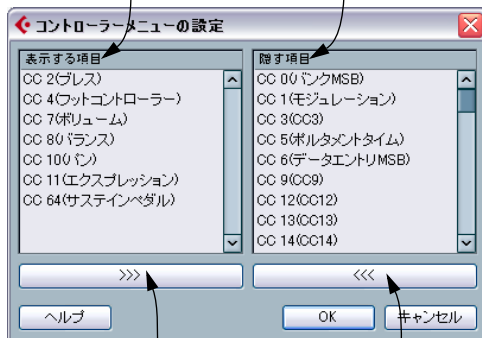 コントローラーメニューの設定
表示する項目
CC 2(ブレス)
CC 4(フットコントローラー)
CC 7(ボリューム)
CC 8(バランス)
CC 10(パン)
CC 11(エクスプレッション)
CC 64(サステインペダル)
隠す項目
CC 0(バンクMSB)
CC 1(モジュレーション)
CC 3(CC3)
CC 5(ポルタメントタイム)
CC 6(データエントリMSB)
CC 9(CC9)
CC 12(CC12)
CC 13(CC13)
CC 14(CC14)
>>>
<<<
ヘルプ
OK
キャンセル